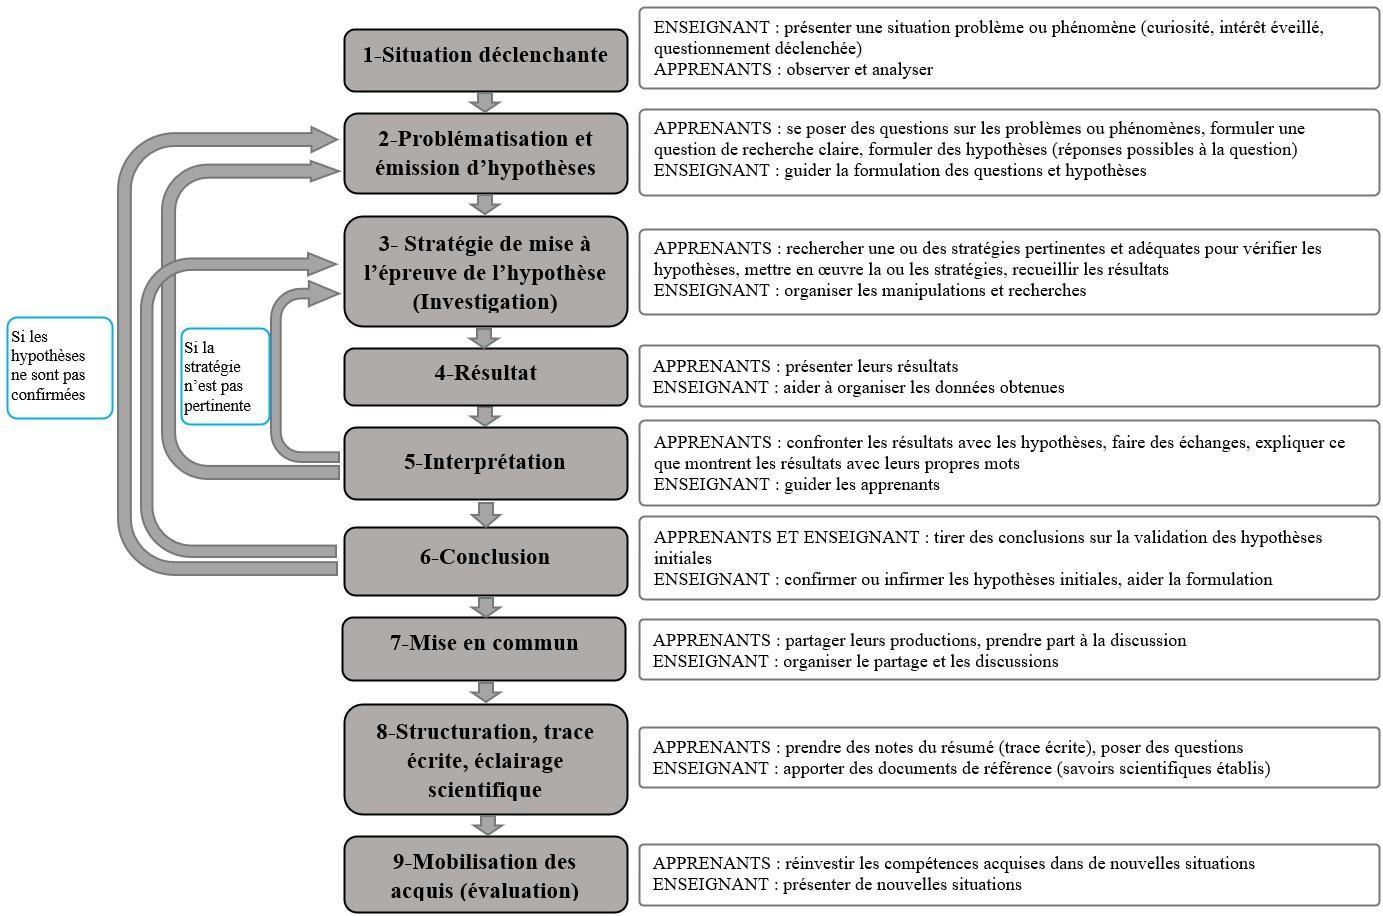 1-Situation déclenchante
ENSEIGNANT : présenter une situation problème ou phénomène (curiosité, intérêt éveillé,
questionnement déclenchée)
APPRENANTS : observer et analyser
2-Problématisation et
émission d’hypothèses
APPRENANTS : se poser des questions sur les problèmes ou phénomènes, formuler une
question de recherche claire, formuler des hypothèses (réponses possibles à la question)
ENSEIGNANT : guider la formulation des questions et hypothèses
3- Stratégie de mise à
l’épreuve de l’hypothèse
(Investigation)
APPRENANTS : rechercher une ou des stratégies pertinentes et adéquates pour vérifier les
hypothèses, mettre en œuvre la ou les stratégies, recueillir les résultats
ENSEIGNANT : organiser les manipulations et recherches
Si les
hypothèses
ne sont pas
confirmées
Si la
stratégie
n’est pas
pertinente
4-Résultat
APPRENANTS : présenter leurs résultats
ENSEIGNANT : aider à organiser les données obtenues
5-Interprétation
APPRENANTS : confronter les résultats avec les hypothèses, faire des échanges, expliquer ce
que montrent les résultats avec leurs propres mots
ENSEIGNANT : guider les apprenants
6-Conclusion
APPRENANTS ET ENSEIGNANT : tirer des conclusions sur la validation des hypothèses
initiales
ENSEIGNANT : confirmer ou infirmer les hypothèses initiales, aider la formulation
7-Mise en commun
APPRENANTS : partager leurs productions, prendre part à la discussion
ENSEIGNANT : organiser le partage et les discussions
8-Structuration, trace
écrite, éclairage
scientifique
APPRENANTS : prendre des notes du résumé (trace écrite), poser des questions
ENSEIGNANT : apporter des documents de référence (savoirs scientifiques établis)
9-Mobilisation des
acquis (évaluation)
APPRENANTS : réinvestir les compétences acquises dans de nouvelles situations
ENSEIGNANT : présenter de nouvelles situations